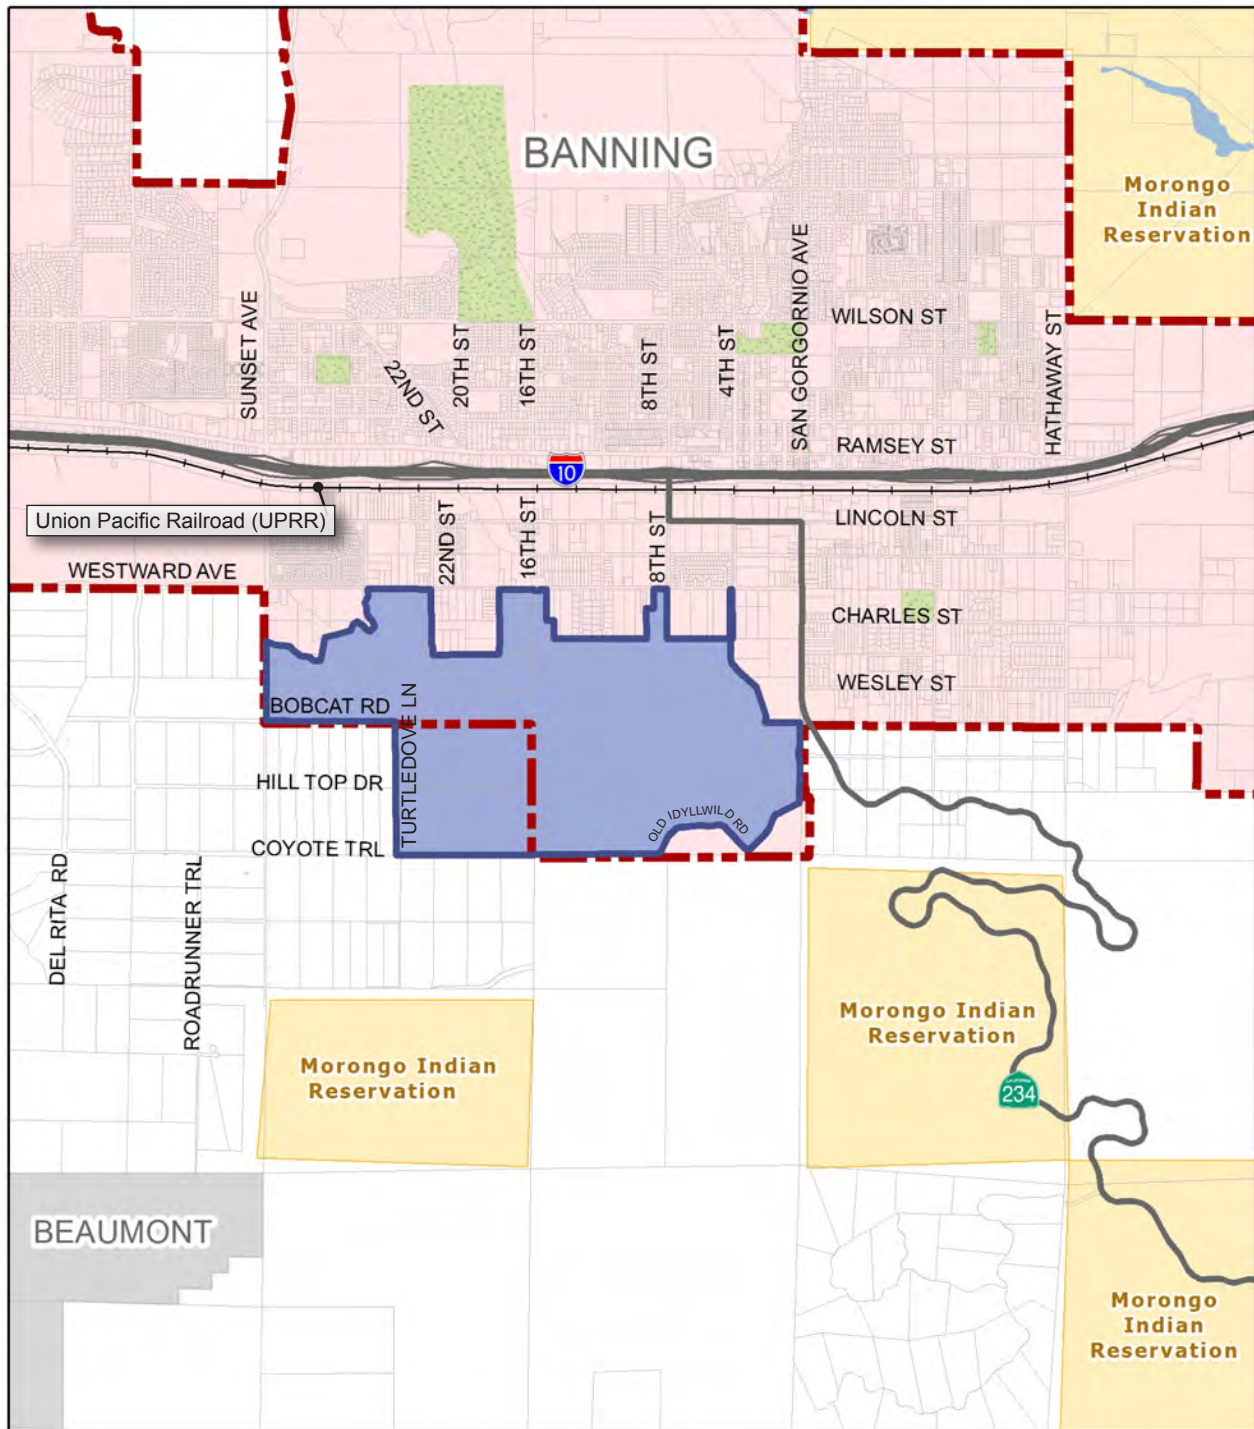 BANNING
Morongo
Indian
Reservation
SUNSET AVE
22ND ST
20TH ST
16TH ST
8TH ST
4TH ST
SAN GORGORNIO AVE
WILSON ST
HATHAWAY ST
RAMSEY ST
10
Union Pacific Railroad (UPRR)
LINCOLN ST
22ND ST
16TH ST
8TH ST
WESTWARD AVE
CHARLES ST
WESLEY ST
BOBCAT RD
TURTLEDOVE LN
HILL TOP DR
OLD IDYLLWILD RD
COYOTE TRL
DEL RITA RD
ROADRUNNER TRL
Morongo Indian
Reservation
Morongo Indian
Reservation
234
BEAUMONT
Morongo
Indian
Reservation